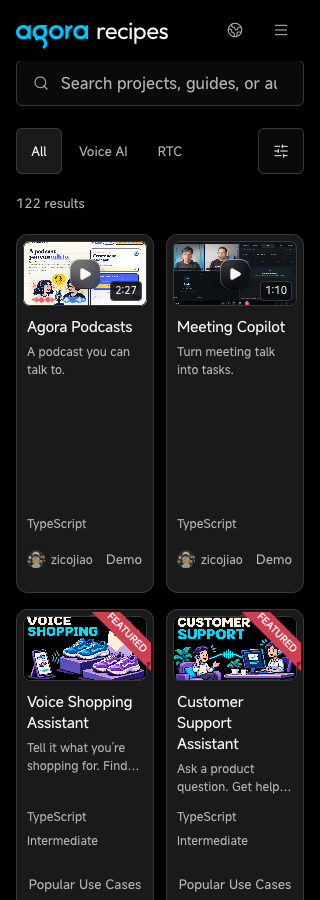 agora recipes
Search projects, guides, or au
All
Voice AI
RTC
122 results
2:27
1:10
Agora Podcasts
A podcast you can
talk to.
Meeting Copilot
Turn meeting talk
into tasks.
TypeScript
TypeScript
zicojiao
Demo
zicojiao
Demo
VOICE
SHOPPING
FEATURED
CUSTOMER
SUPPORT
FEATURED
Voice Shopping
Assistant
Tell it what you're
shopping for. Find...
TypeScript
Intermediate
Popular Use Cases
Customer
Support
Assistant
Ask a product
question. Get help...
TypeScript
Intermediate
Popular Use Cases